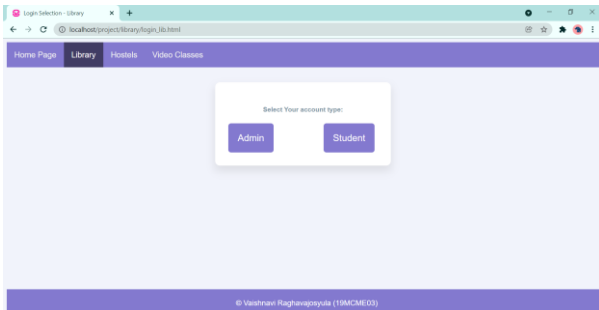 Login Selection - Library
localhost/project/library/login_lib.html
Home Page Library Hostels Video Classes
Select Your account type:
Admin Student
© Vaishnavi Raghavajosyula (19MCME03)